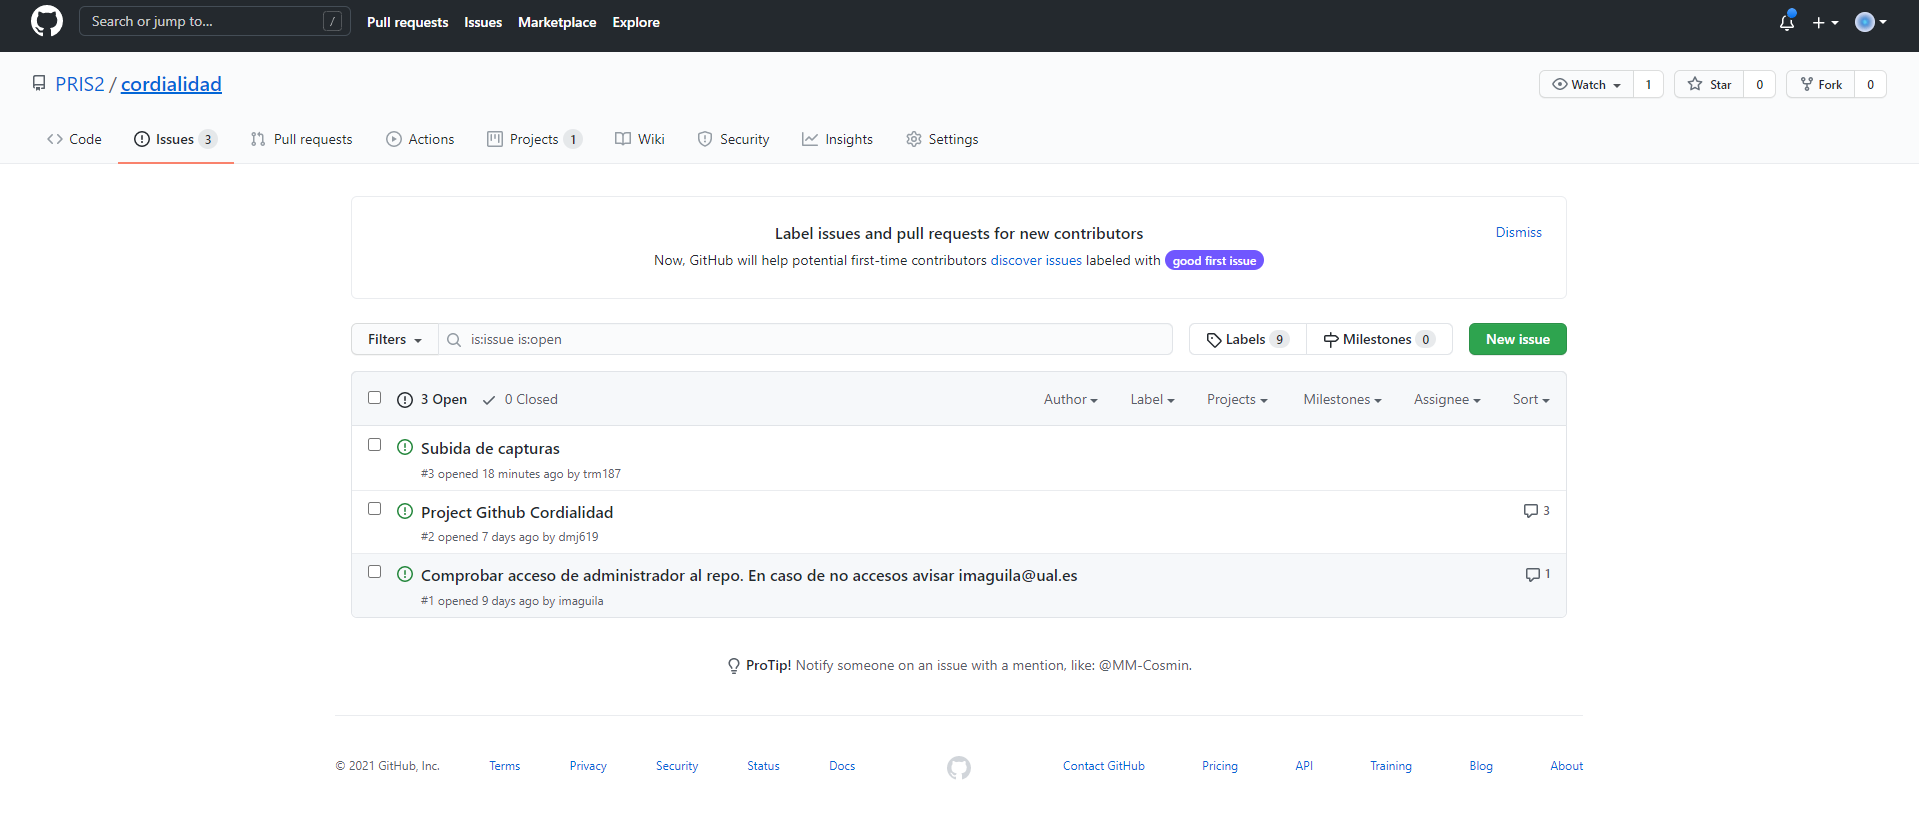 Search or jump to... /
Pull requests Issues Marketplace Explore
PRIS2 / cordialidad
Watch 1 Star 0 Fork 0
Code Issues 3 Pull requests Actions Projects 1 Wiki Security Insights Settings
Label issues and pull requests for new contributors
Dismiss
Now, GitHub will help potential first-time contributors discover issues labeled with good first issue
Filters is:issue is:open Labels 9 Milestones 0 New issue
3 Open 0 Closed Author Label Projects Milestones Assignee Sort
Subida de capturas
#3 opened 18 minutes ago by trm187
Project Github Cordialidad 3
#2 opened 7 days ago by dmj619
Comprobar acceso de administrador al repo. En caso de no accesos avisar imaguila@ual.es 1
#1 opened 9 days ago by imaguila
ProTip! Notify someone on an issue with a mention, like: @MM-Cosmin.
© 2021 GitHub, Inc. Terms Privacy Security Status Docs Contact GitHub Pricing API Training Blog About